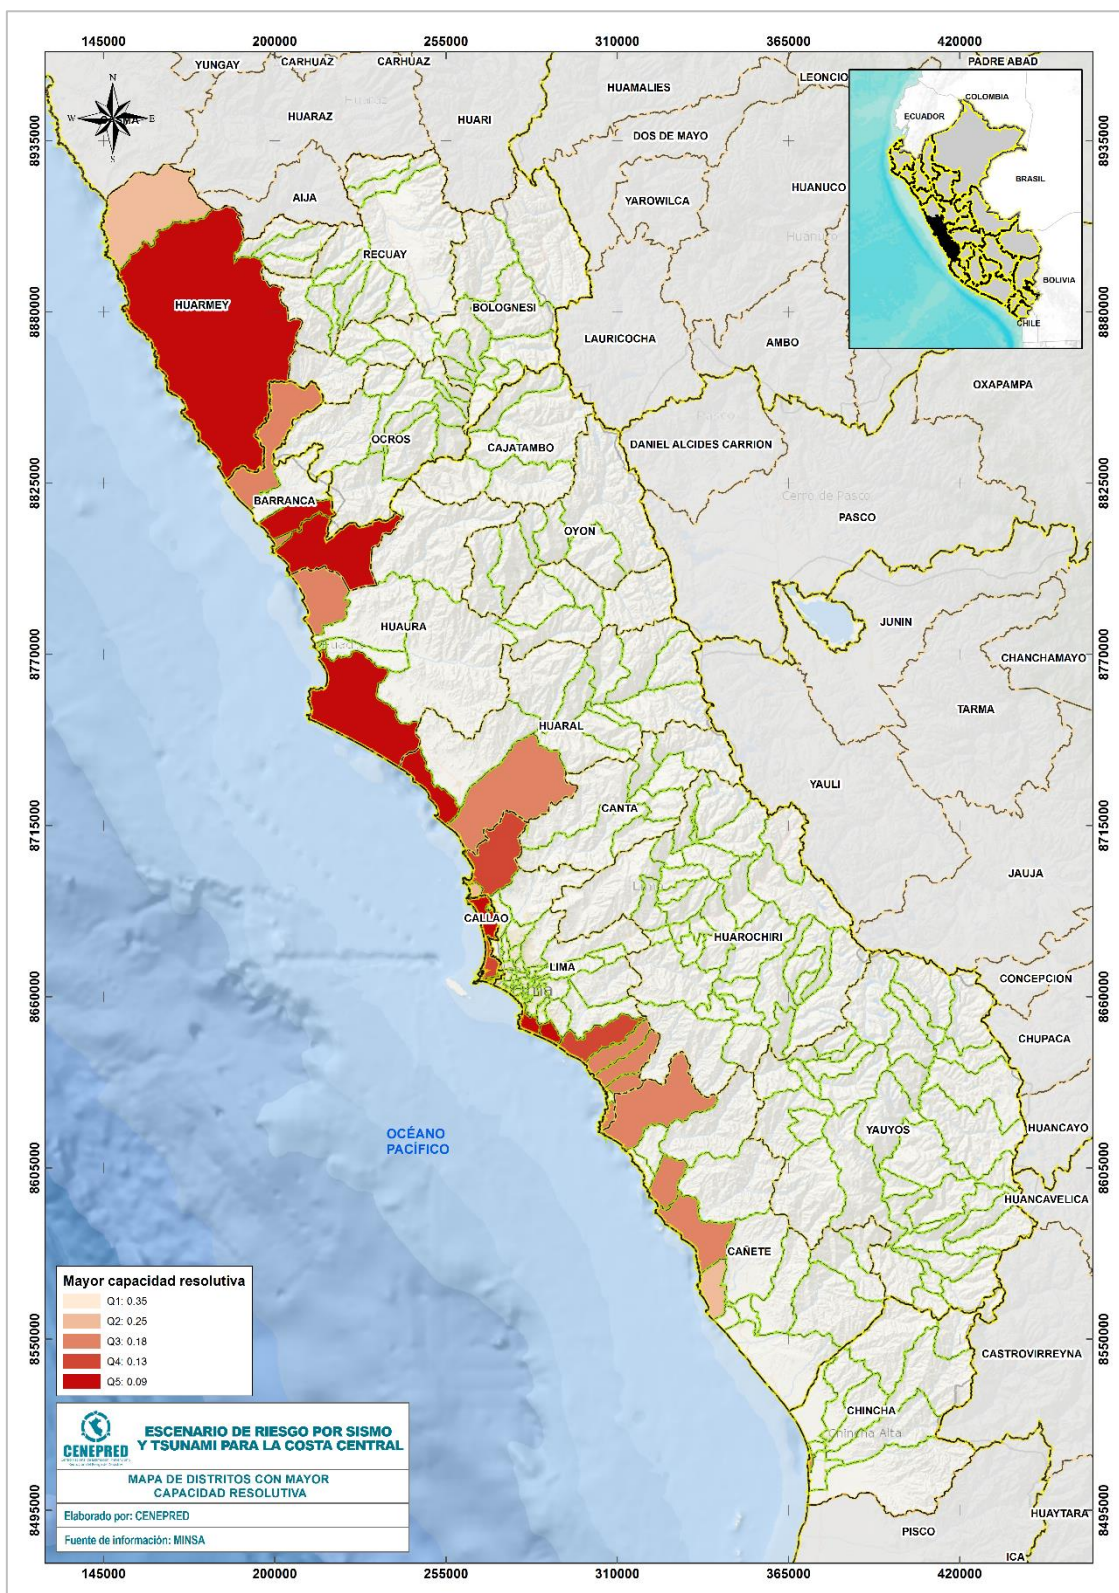 145000 200000 255000 310000 365000 420000
8935000 8935000
8880000 8880000
8825000 8825000
8770000 8770000
8715000 8715000
8660000 8660000
8605000 8605000
8550000 8550000
8495000 8495000
N
W E
S
YUNGAY
CARHUAZ
CARHUAZ
HUARAZ
Huaraz
HUARI
HUAMALIES
LEONCIO
PADRE ABAD
DOS DE MAYO
AIJA
YAROWILCA
HUANUCO
Huánuco
RECUAY
HUARMEY
BOLOGNESI
LAURICOCHA
AMBO
OXAPAMPA
OCROS
CAJATAMBO
DANIEL ALCIDES CARRION
BARRANCA
Cerro de Pasco
PASCO
OYON
HUAURA
JUNIN
CHANCHAMAYO
TARMA
HUARAL
YAULI
CANTA
JAUJA
CALLAO
HUAROCHIRI
LIMA
CONCEPCION
CHUPACA
YAUYOS
HUANCAYO
HUANCAVELICA
CAÑETE
CASTROVIRREYNA
CHINCHA
Chincha Alta
HUAYTARA
PISCO
ICA
OCÉANO
PACÍFICO
COLOMBIA
ECUADOR
BRASIL
BOLIVIA
CHILE
Mayor capacidad resolutiva
Q1: 0.35
Q2: 0.25
Q3: 0.18
Q4: 0.13
Q5: 0.09
CENEPRED
ESCENARIO DE RIESGO POR SISMO
Y TSUNAMI PARA LA COSTA CENTRAL
MAPA DE DISTRITOS CON MAYOR
CAPACIDAD RESOLUTIVA
Elaborado por: CENEPRED
Fuente de información: MINSA
145000 200000 255000 310000 365000 420000